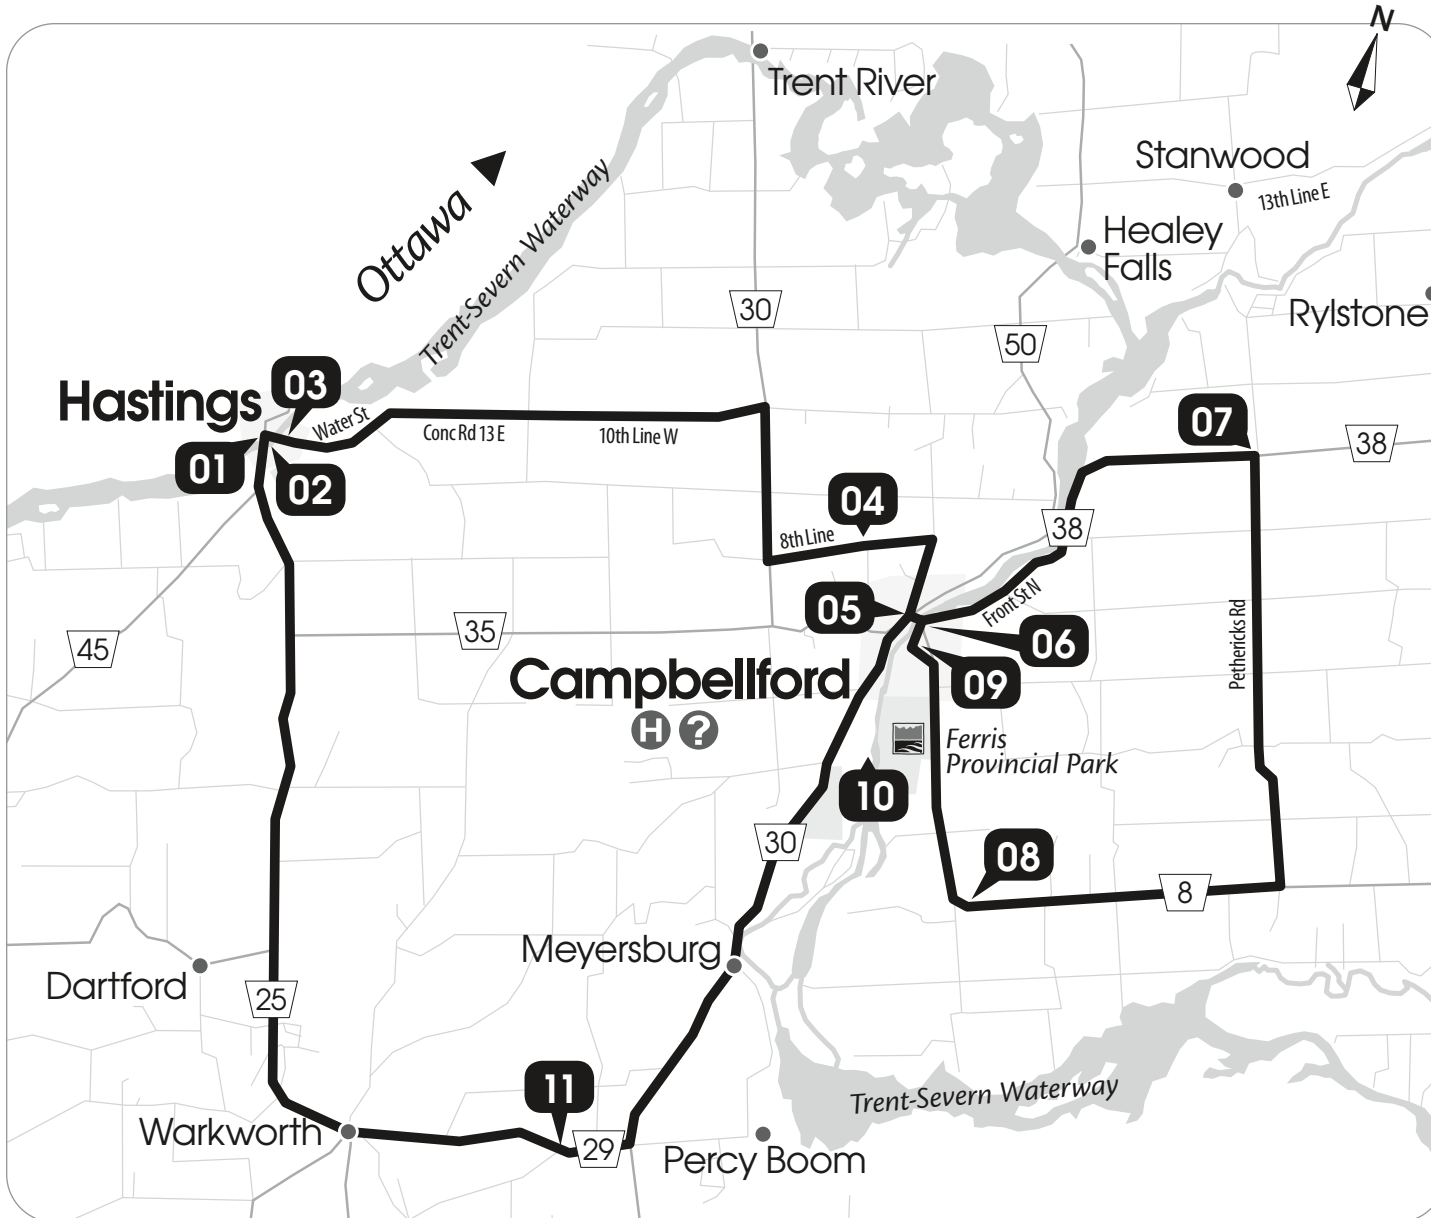 N
Trent River
Stanwood
13th Line E
Ottawa
Trent-Severn Waterway
Healey
Falls
Rylstone
30
50
Hastings
03
Water St
Conc Rd 13 E
10th Line W
07
38
01
02
04
8th Line
38
05
Front St N
06
45
35
Campbellford
H
?
09
Pethericks Rd
Ferris
Provincial Park
10
30
08
8
Meyersburg
Dartford
25
11
Trent-Severn Waterway
Warkworth
29
Percy Boom